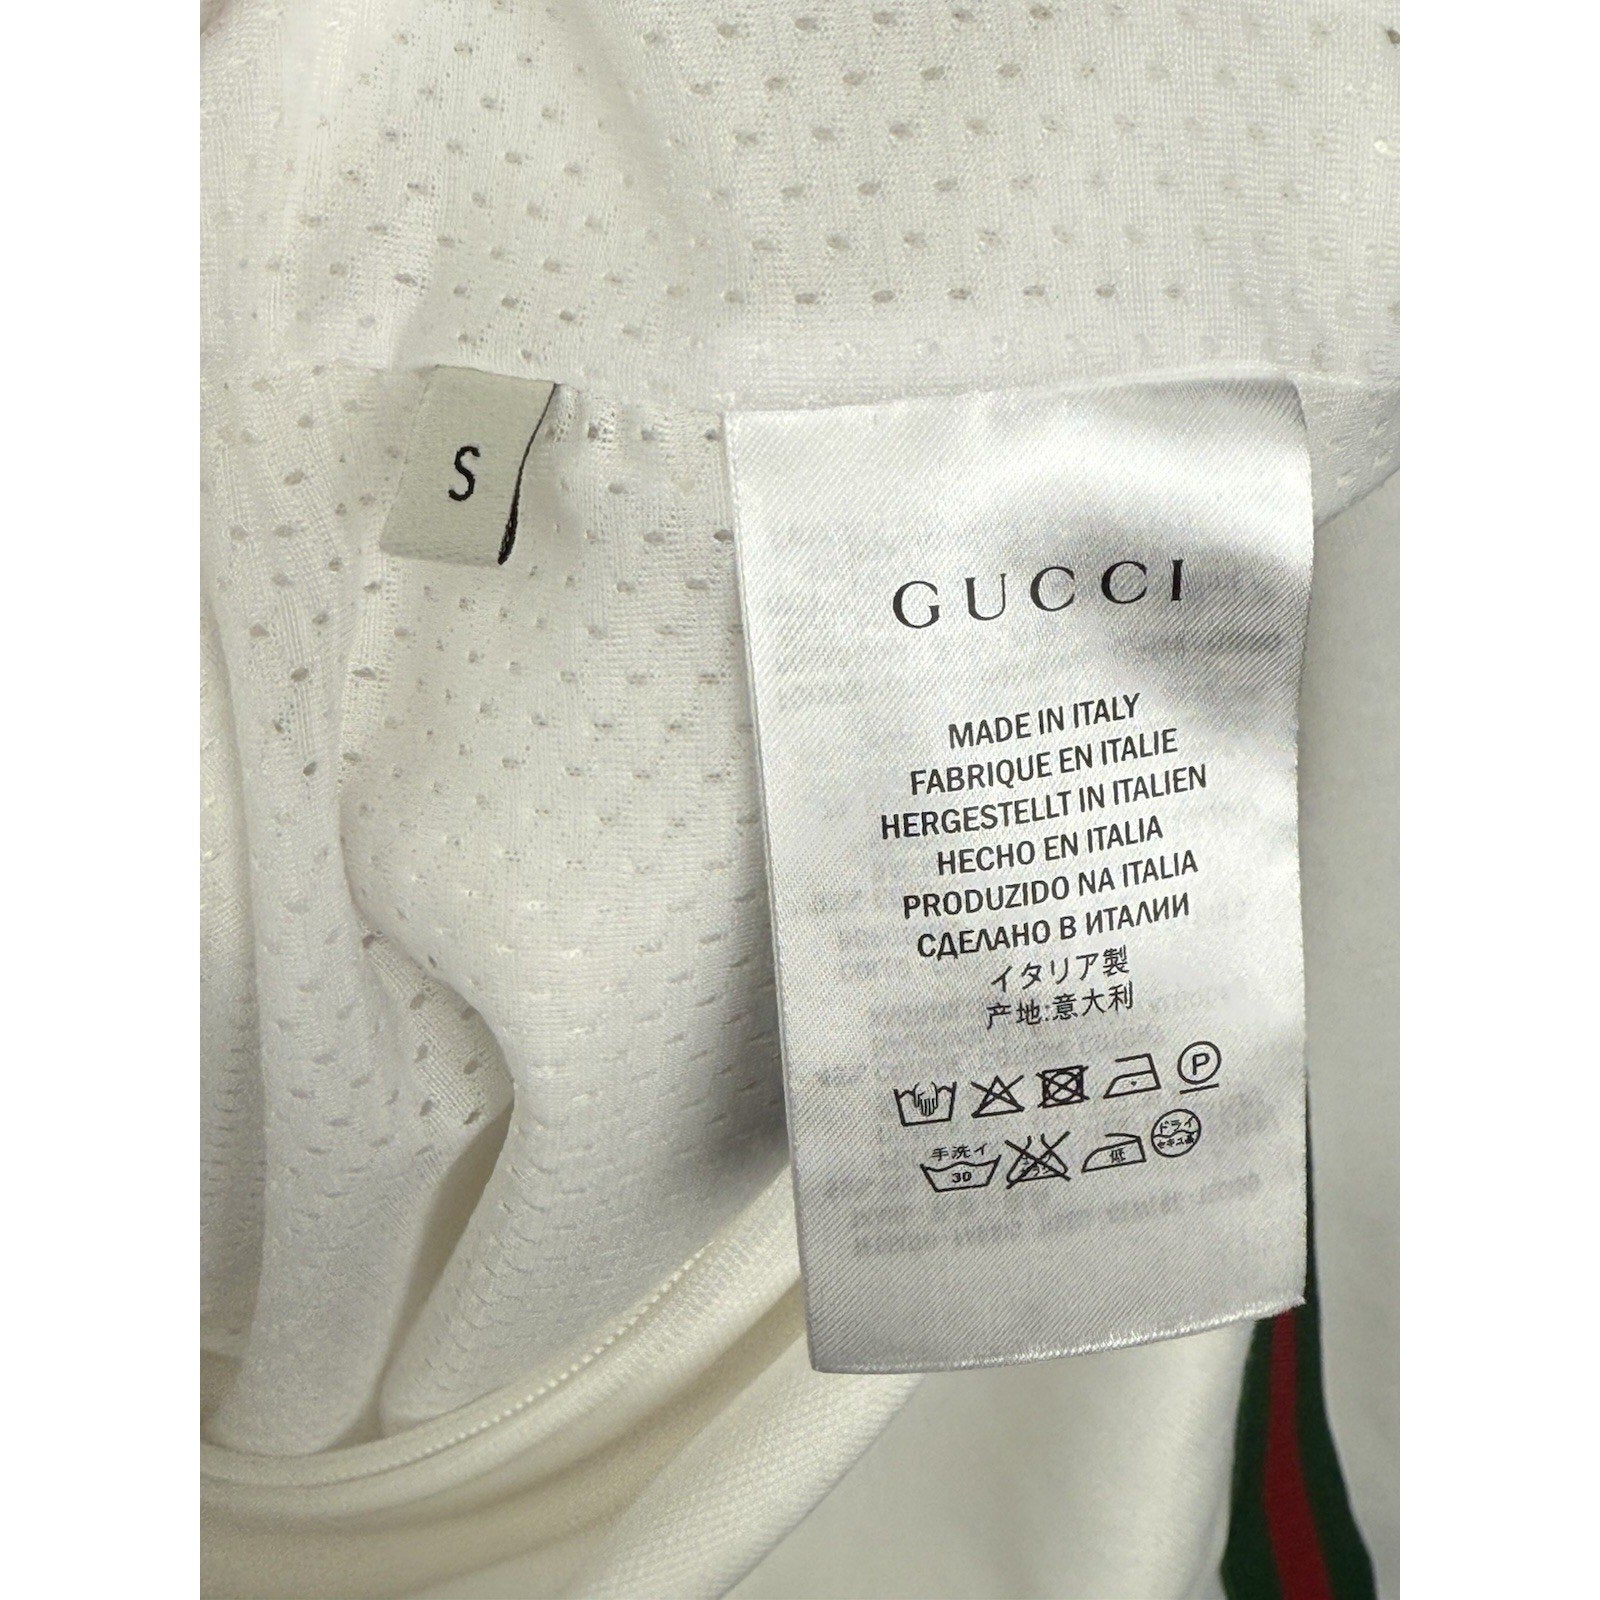 S
GUCCI
MADE IN ITALY
FABRIQUE EN ITALIE
HERGESTELLT IN ITALIEN
HECHO EN ITALIA
PRODUZIDO NA ITALIA
СДЕЛАНО В ИТАЛИИ
イタリア製
产地:意大利
P
手洗イ
30
低
ドライ